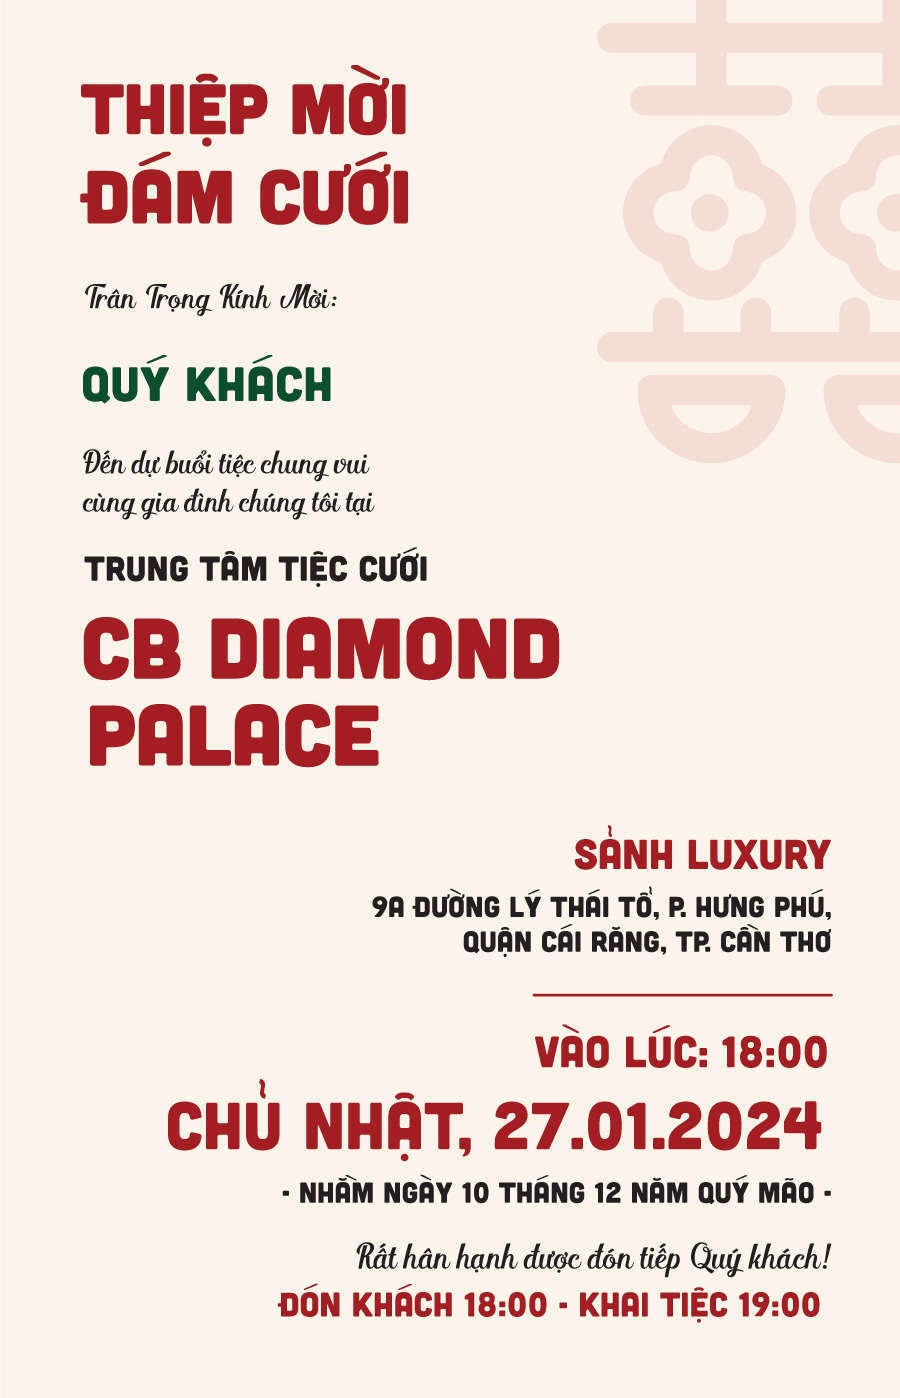 THIỆP MỜI
ĐÁM CƯỚI
Trân Trọng Kính Mời:
QUÝ KHÁCH
Đến dự buổi tiệc chung vui
cùng gia đình chúng tôi tại
TRUNG TÂM TIỆC CƯỚI
CB DIAMOND
PALACE
SẢNH LUXURY
9A ĐƯỜNG LÝ THÁI TỔ, P. HƯNG PHÚ,
QUẬN CÁI RĂNG, TP. CẦN THƠ
VÀO LÚC: 18:00
CHỦ NHẬT, 27.01.2024
- NHẰM NGÀY 10 THÁNG 12 NĂM QUÝ MÃO -
Rất hân hạnh được đón tiếp Quý khách!
ĐÓN KHÁCH 18:00 - KHAI TIỆC 19:00